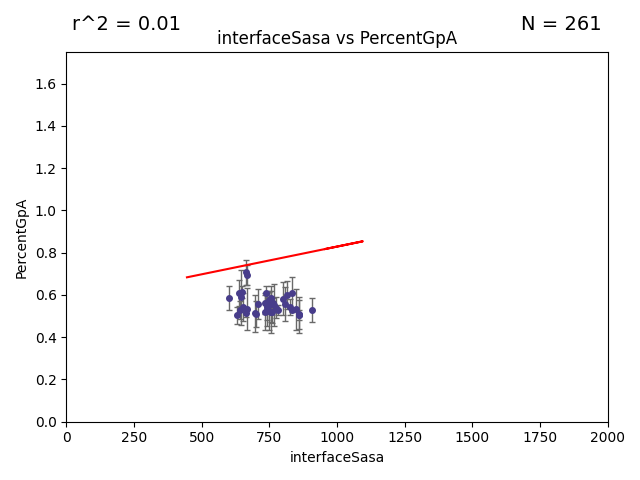 r^2 = 0.01
N = 261
interfaceSasa vs PercentGpA
PercentGpA
1.6
1.4
1.2
1.0
0.8
0.6
0.4
0.2
0.0
0 250 500 750 1000 1250 1500 1750 2000
interfaceSasa